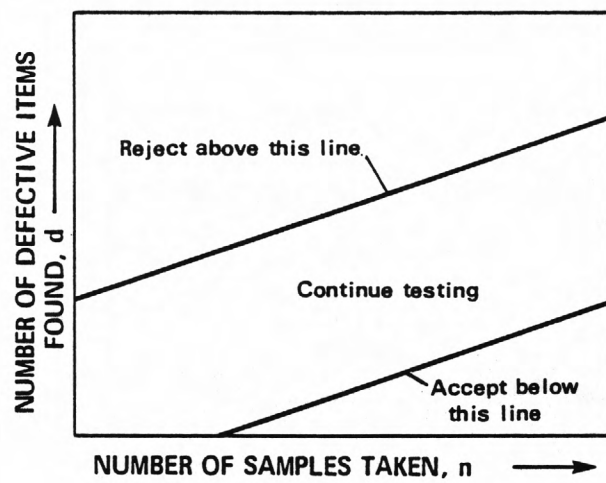 NUMBER OF DEFECTIVE ITEMS
FOUND, d
Reject above this line
Continue testing
Accept below
this line
NUMBER OF SAMPLES TAKEN, n